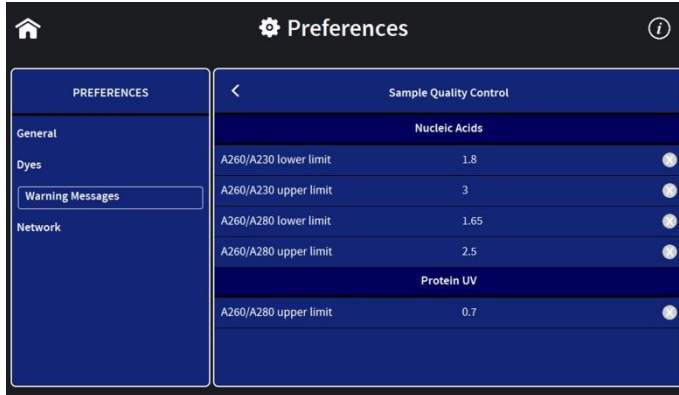 Preferences
i
PREFERENCES
General
Dyes
Warning Messages
Network
Sample Quality Control
Nucleic Acids
A260/A230 lower limit 1.8
A260/A230 upper limit 3
A260/A280 lower limit 1.65
A260/A280 upper limit 2.5
Protein UV
A260/A280 upper limit 0.7